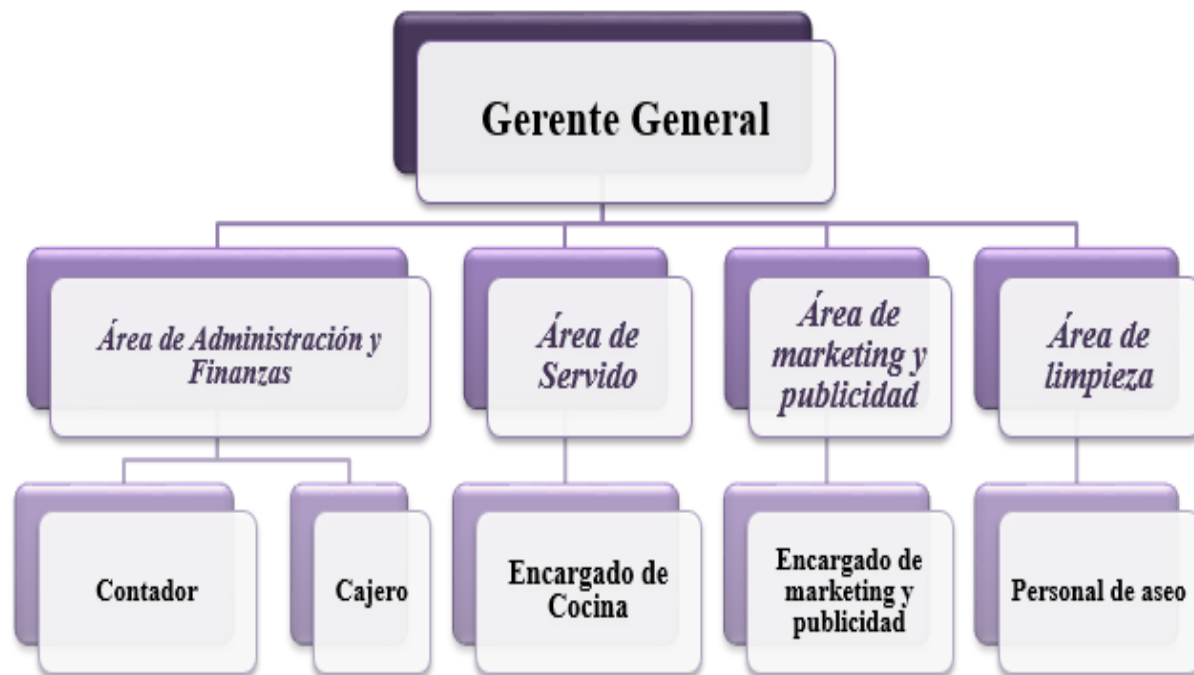 Gerente General
Área de Administración y
Finanzas
Área de
Servido
Área de
marketing y
publicidad
Área de
limpieza
Contador
Cajero
Encargado de
Cocina
Encargado de
marketing y
publicidad
Personal de aseo